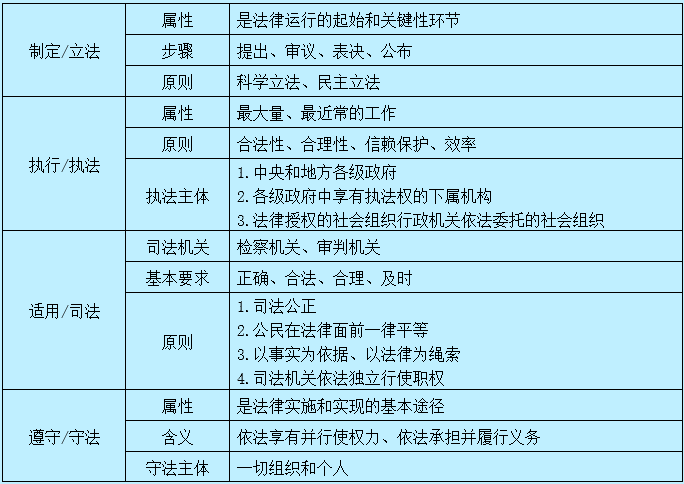 制定/立法
属性
是法律运行的起始和关键性环节
步骤
提出、审议、表决、公布
原则
科学立法、民主立法
执行/执法
属性
最大量、最近常的工作
原则
合法性、合理性、信赖保护、效率
执法主体
1.中央和地方各级政府
2.各级政府中享有执法权的下属机构
3.法律授权的社会组织行政机关依法委托的社会组织
适用/司法
司法机关
检察机关、审判机关
基本要求
正确、合法、合理、及时
原则
1.司法公正
2.公民在法律面前一律平等
3.以事实为依据、以法律为绳索
4.司法机关依法独立行使职权
遵守/守法
属性
是法律实施和实现的基本途径
含义
依法享有并行使权力、依法承担并履行义务
守法主体
一切组织和个人